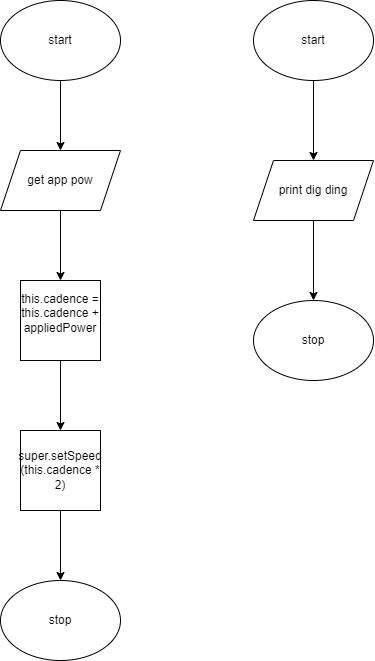 start
get app pow
this.cadence =
this.cadence +
appliedPower
super.setSpeed
(this.cadence *
2)
stop
start
print dig ding
stop